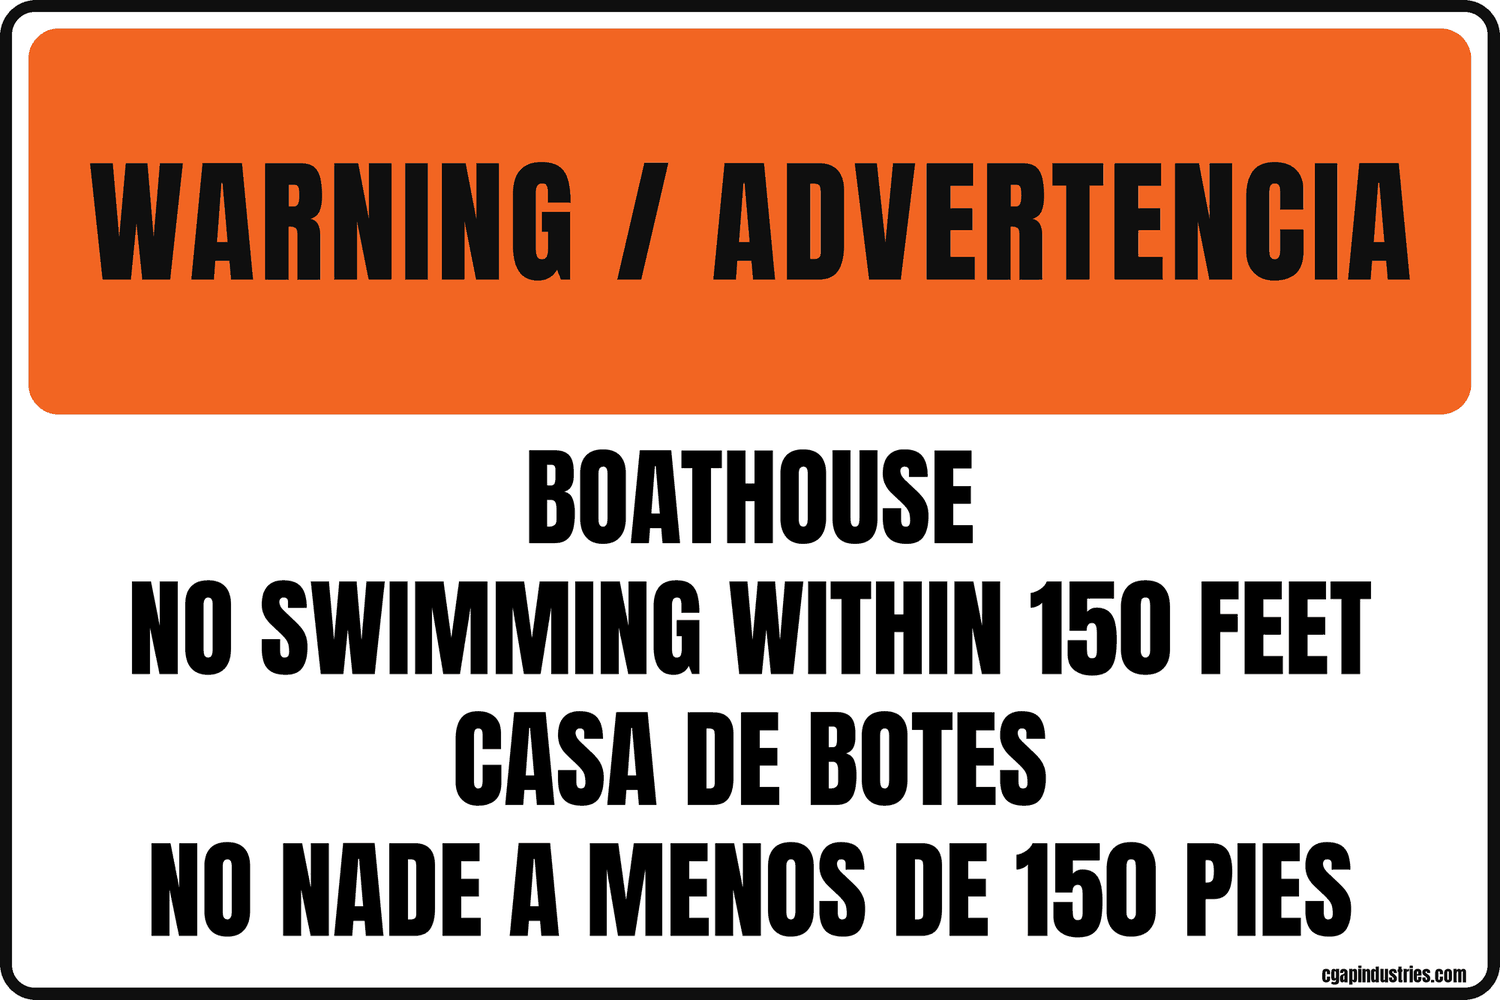 WARNING / ADVERTENCIA
BOATHOUSE
NO SWIMMING WITHIN 150 FEET
CASA DE BOTES
NO NADE A MENOS DE 150 PIES
cgapindustries.com